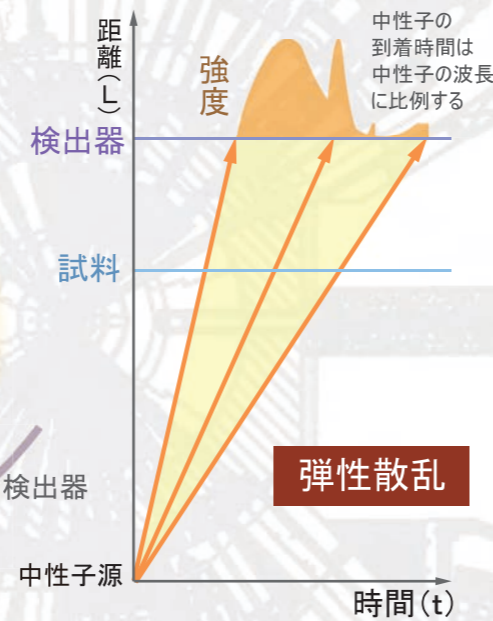 距離（L）
強度
中性子の
到着時間は
中性子の波長
に比例する
検出器
試料
弾性散乱
検出器
中性子源
時間（t）